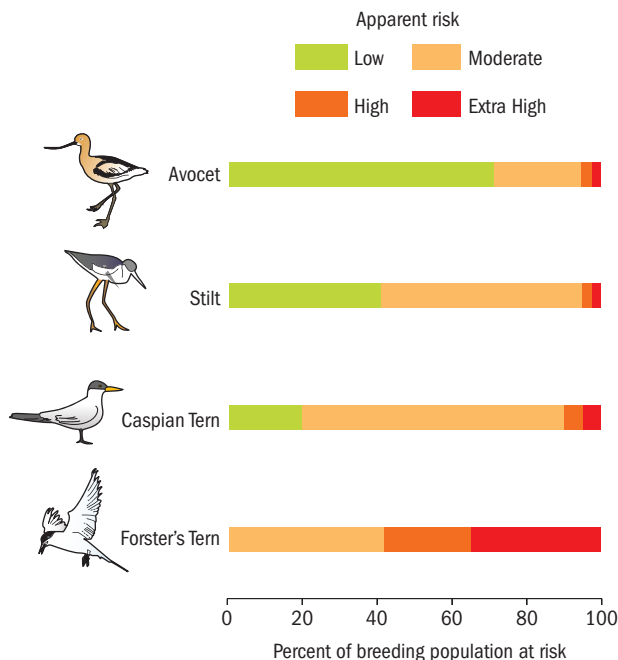 Apparent risk
Low
Moderate
High
Extra High
Avocet
Stilt
Caspian Tern
Forster’s Tern
0 20 40 60 80 100
Percent of breeding population at risk